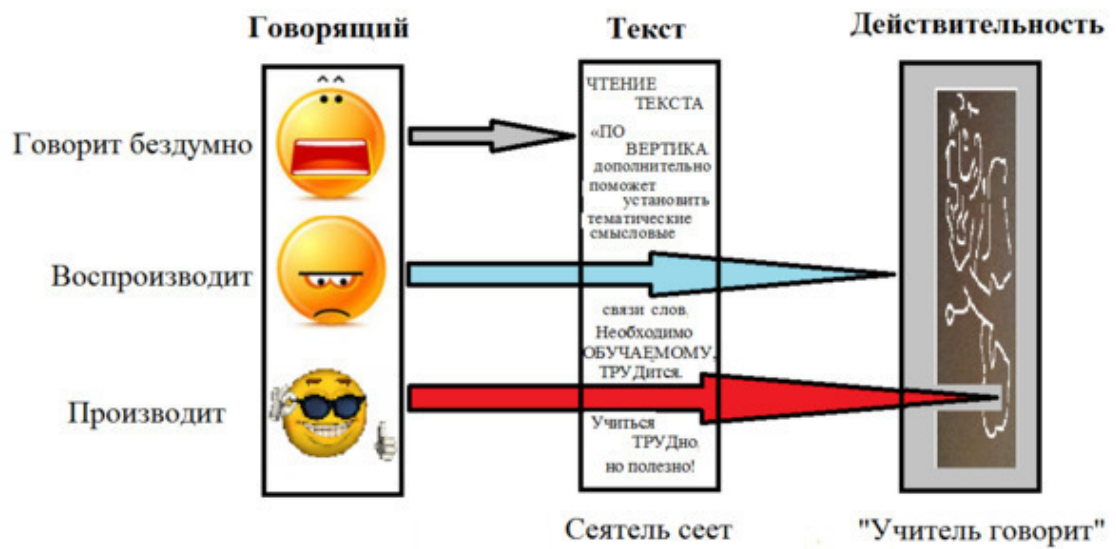 Говорящий
Текст
Действительность
Говорит бездумно
Воспроизводит
Производит
ЧТЕНИЕ
ТЕКСТА
«ПО
ВЕРТИКА
дополнительно
поможет
установить
тематические
смысловые
связи слов.
Необходимо
ОБУЧАЕМОМУ,
ТРУДится.
Учиться
ТРУДно,
но полезно!
Сеятель сеет
"Учитель говорит"